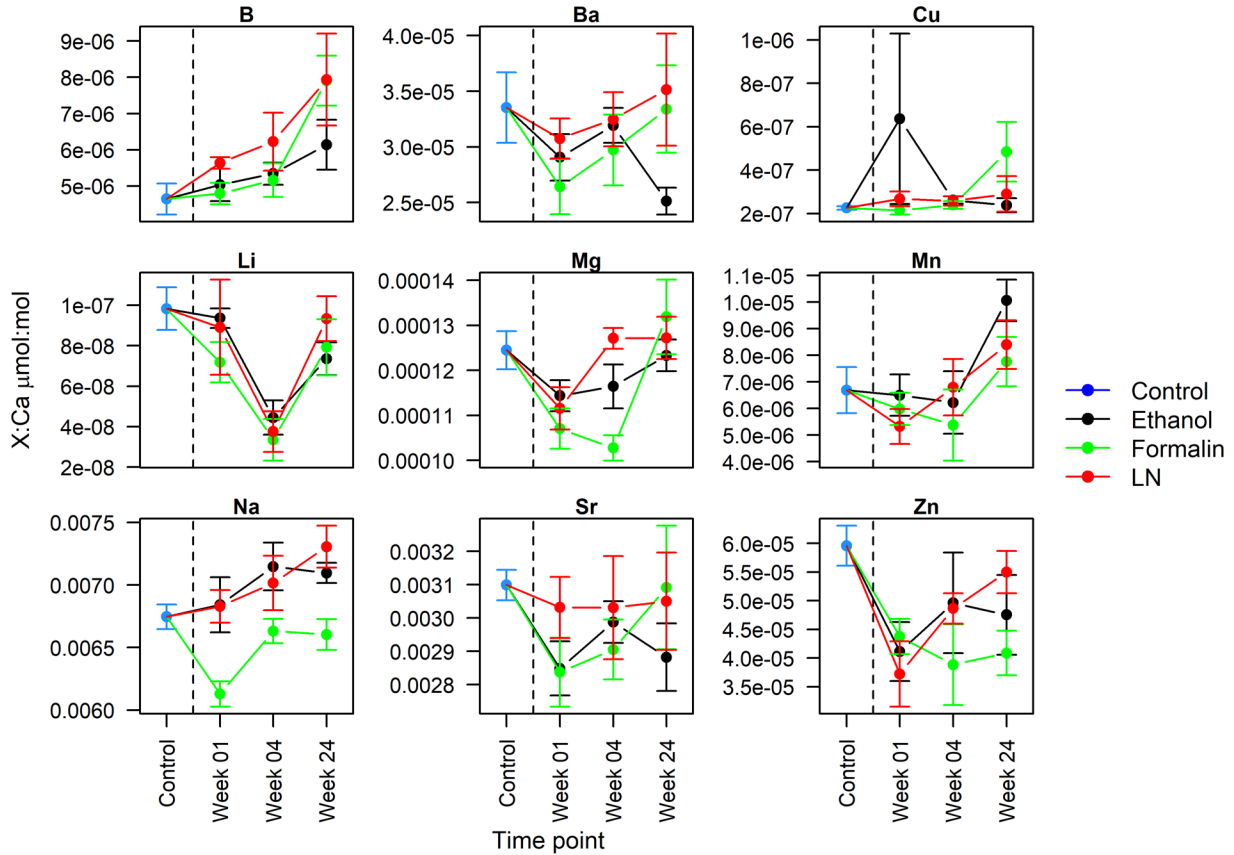 B
Ba
Cu
9e-06
8e-06
7e-06
6e-06
5e-06
4.0e-05
3.5e-05
3.0e-05
2.5e-05
1e-06
8e-07
6e-07
4e-07
2e-07
Li
Mg
Mn
1e-07
8e-08
6e-08
4e-08
2e-08
0.00014
0.00013
0.00012
0.00011
0.00010
1.1e-05
1.0e-05
9.0e-06
8.0e-06
7.0e-06
6.0e-06
5.0e-06
4.0e-06
X:Ca μmol:mol
Control
Ethanol
Formalin
LN
Na
Sr
Zn
0.0075
0.0070
0.0065
0.0060
0.0032
0.0031
0.0030
0.0029
0.0028
6.0e-05
5.5e-05
5.0e-05
4.5e-05
4.0e-05
3.5e-05
Control
Week 01
Week 04
Week 24
Control
Week 01
Week 04
Week 24
Control
Week 01
Week 04
Week 24
Time point